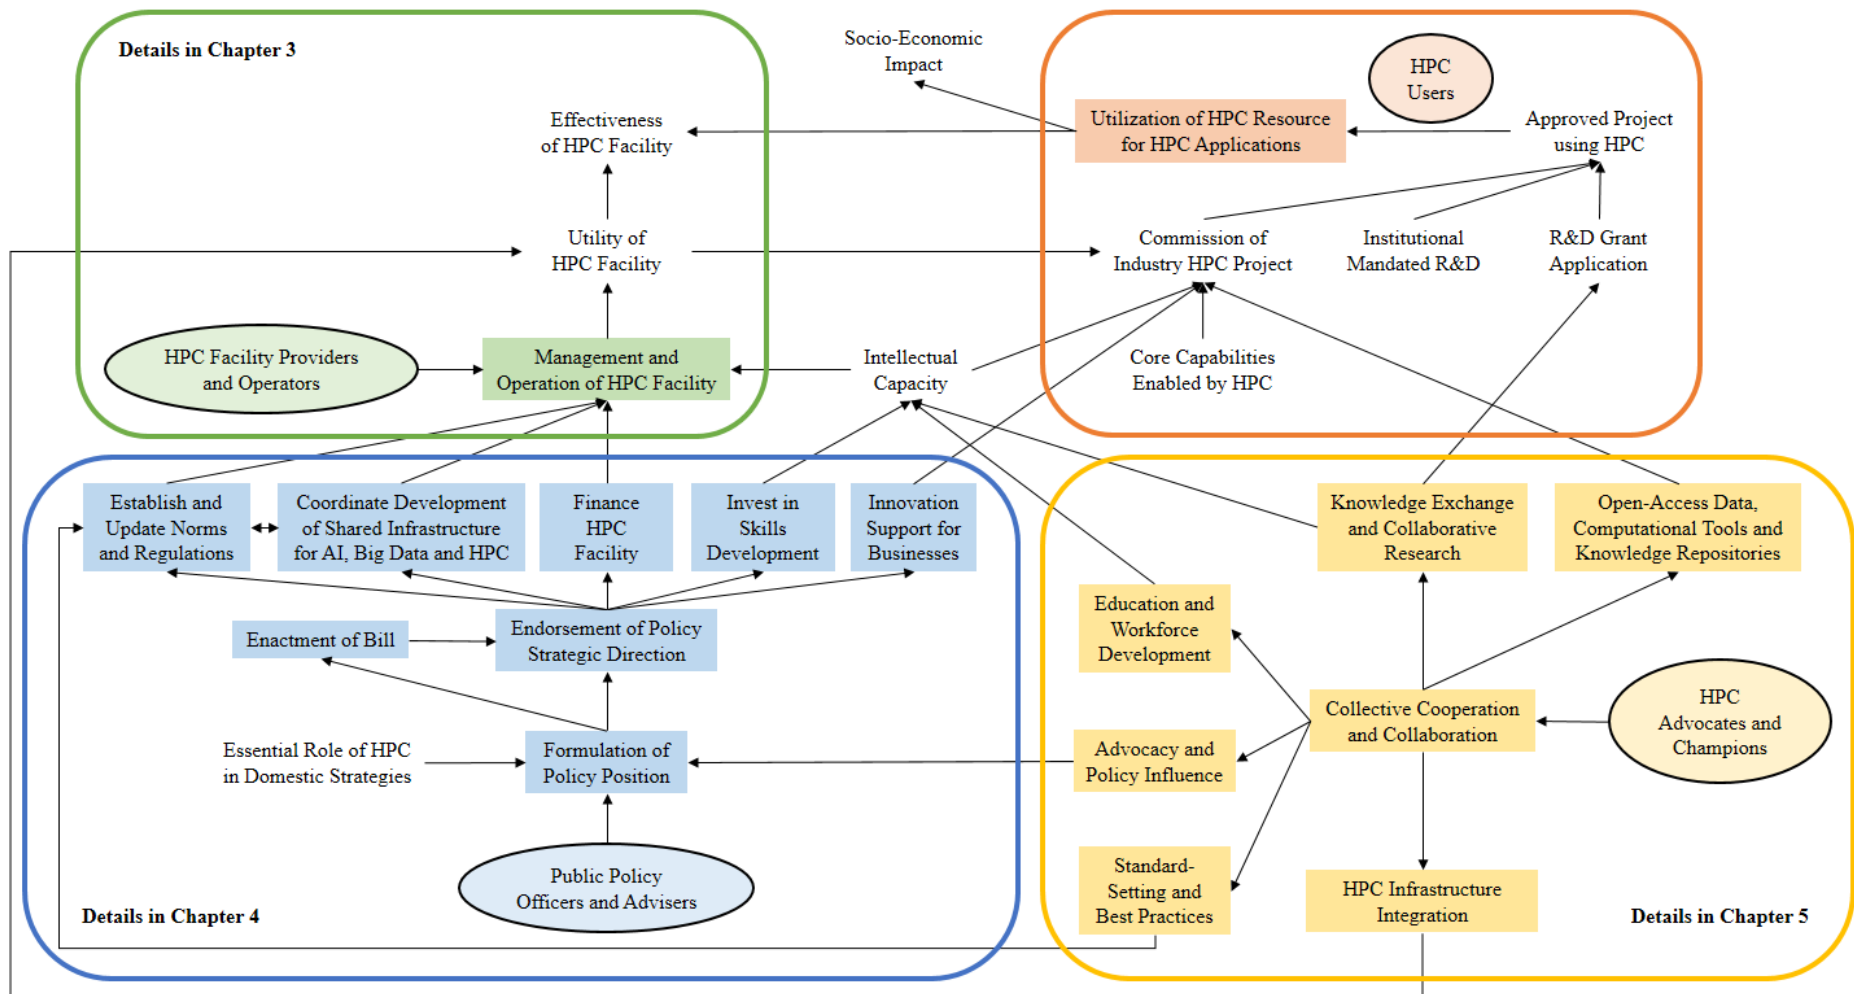 Details in Chapter 3
Socio-Economic
Impact
HPC
Users
Effectiveness
of HPC Facility
Utilization of HPC Resource
for HPC Applications
Approved Project
using HPC
Utility of
HPC Facility
Commission of
Industry HPC Project
Institutional
Mandated R&D
R&D Grant
Application
HPC Facility Providers
and Operators
Management and
Operation of HPC Facility
Intellectual
Capacity
Core Capabilities
Enabled by HPC
Establish and
Update Norms
and Regulations
Coordinate Development
of Shared Infrastructure
for AI, Big Data and HPC
Finance
HPC
Facility
Invest in
Skills
Development
Innovation
Support for
Businesses
Knowledge Exchange
and Collaborative
Research
Open-Access Data,
Computational Tools and
Knowledge Repositories
Enactment of Bill
Endorsement of Policy
Strategic Direction
Education and
Workforce
Development
Collective Cooperation
and Collaboration
HPC
Advocates and
Champions
Essential Role of HPC
in Domestic Strategies
Formulation of
Policy Position
Advocacy and
Policy Influence
Public Policy
Officers and Advisers
Details in Chapter 4
Standard-
Setting and
Best Practices
HPC Infrastructure
Integration
Details in Chapter 5